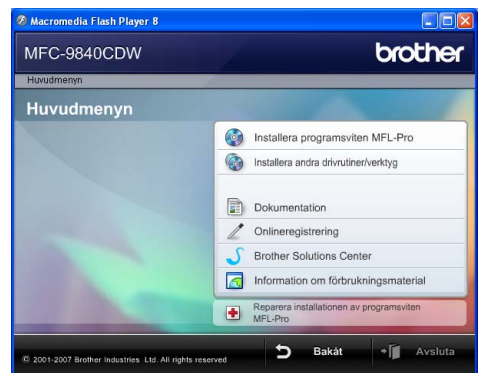 Macromedia Flash Player 8
MFC-9840CDW
brother
Huvudmenyn
Huvudmenyn
Installera programsviten MFL-Pro
Installera andra drivrutiner/verktyg
Dokumentation
Onlineregistrering
Brother Solutions Center
Information om förbrukningsmaterial
Reparera installationen av programsviten
MFL-Pro
© 2001-2007 Brother Industries Ltd. All rights reserved
Bakåt
Avsluta